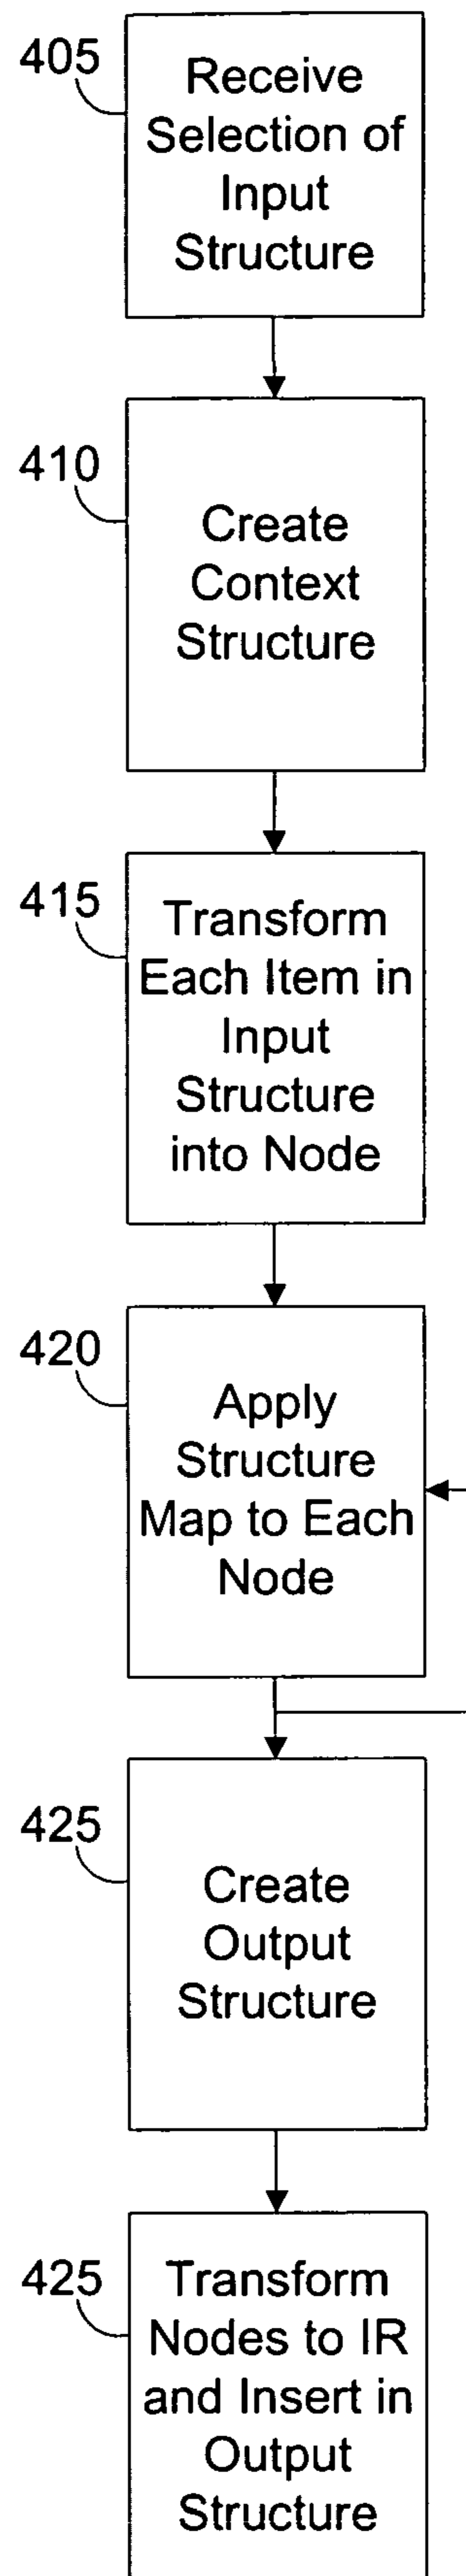 405
Receive
Selection of
Input
Structure
410
Create
Context
Structure
415
Transform
Each Item in
Input
Structure
into Node
420
Apply
Structure
Map to Each
Node
425
Create
Output
Structure
425
Transform
Nodes to IR
and Insert in
Output
Structure